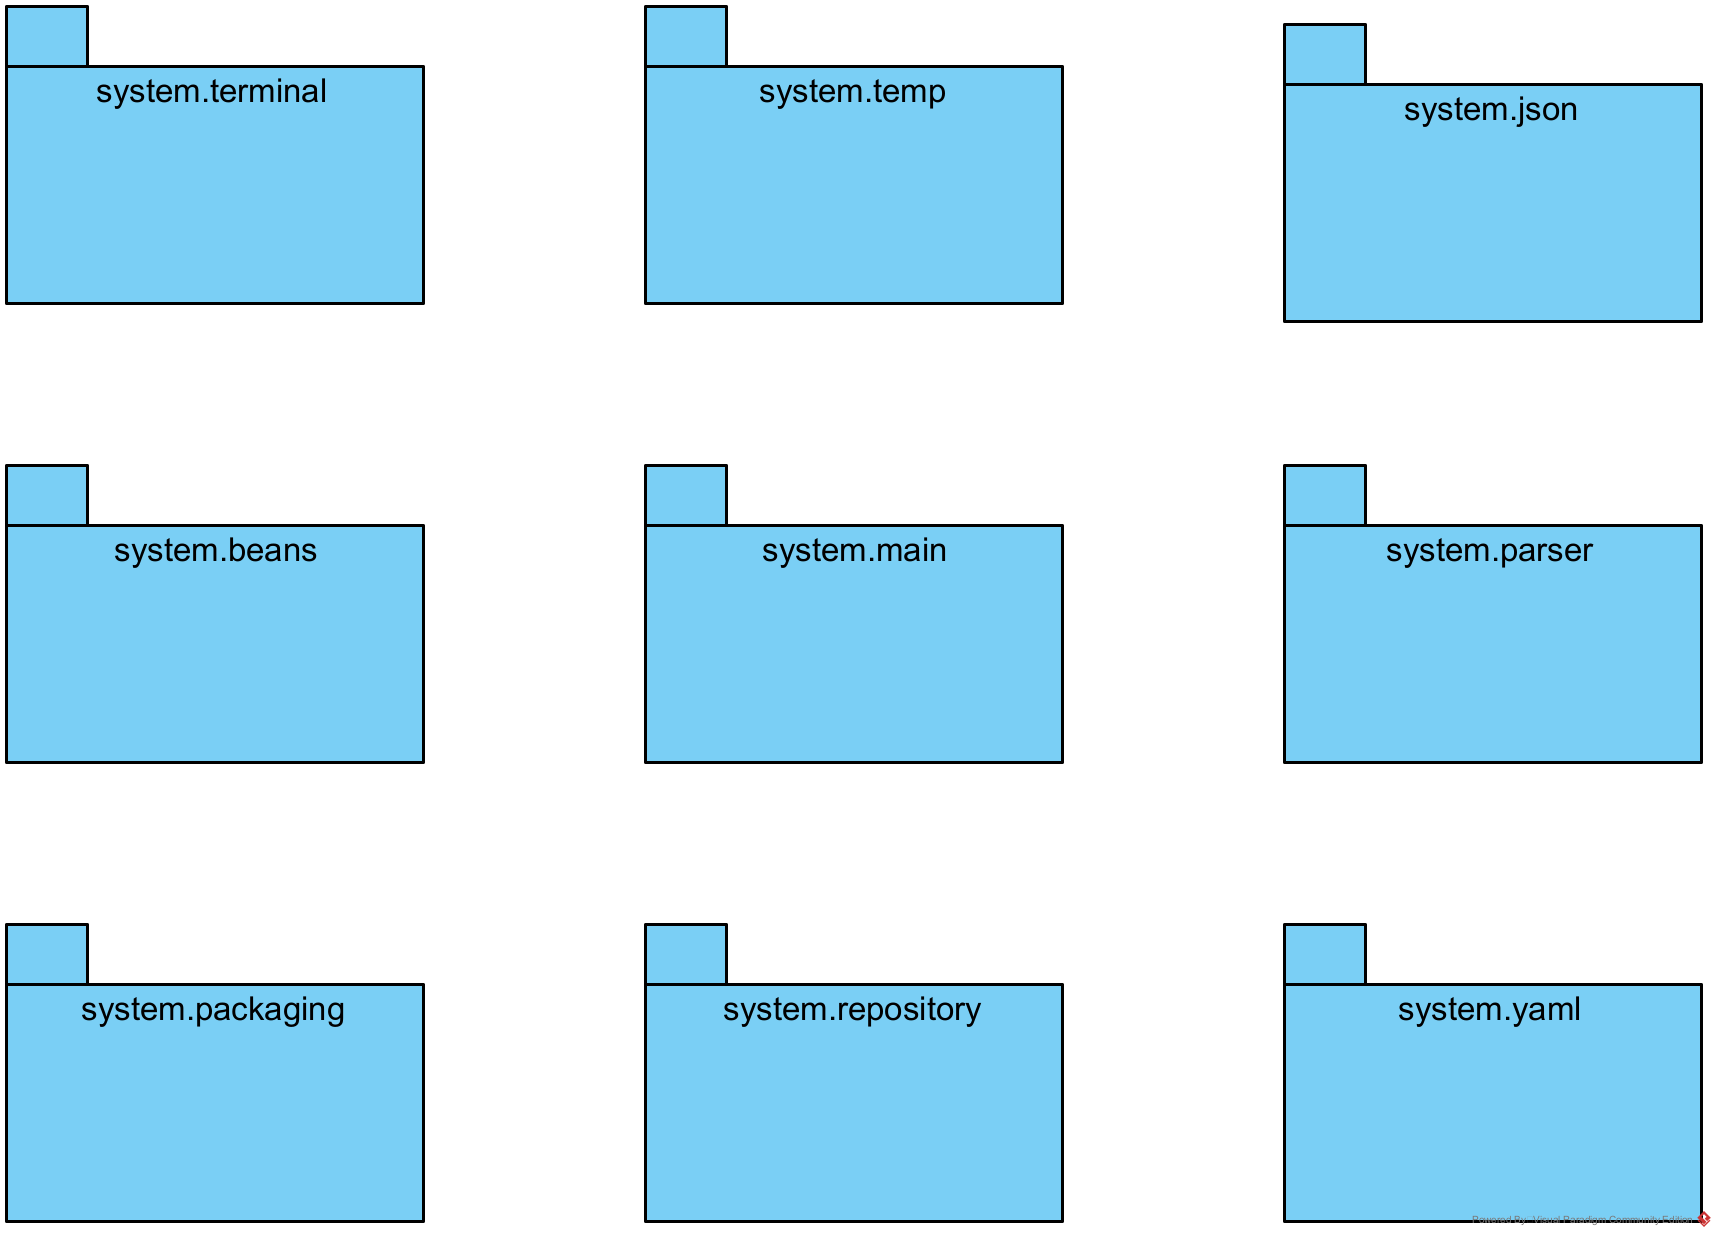 system.terminal
system.temp
system.json
system.beans
system.main
system.parser
system.packaging
system.repository
system.yaml
Powered By: Visual Paradigm Community Edition